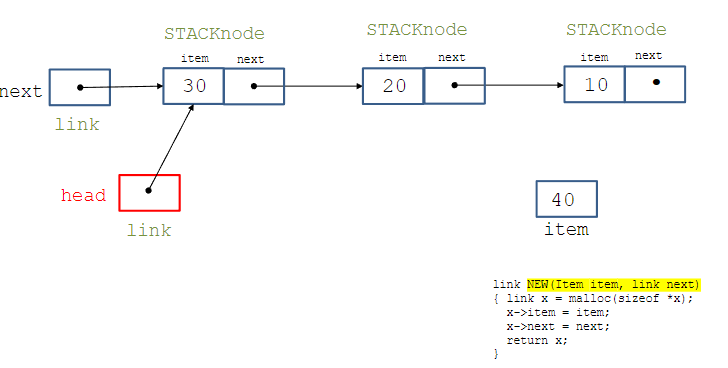 STACKnode STACKnode STACKnode
item next item next item next
next 30 20 10
link
head
link
40
item
link NEW(Item item, link next)
{ link x = malloc(sizeof *x);
x->item = item;
x->next = next;
return x;
}